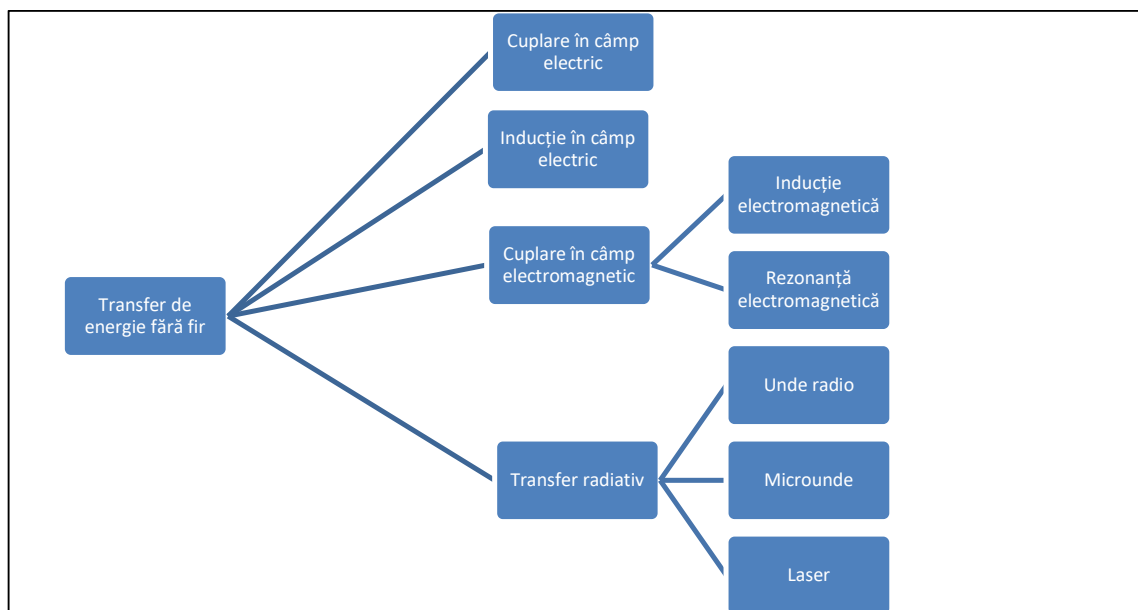 Transfer de
energie fără fir
Cuplare în câmp
electric
Inducție în câmp
electric
Cuplare în câmp
electromagnetic
Inducție
electromagnetică
Rezonanță
electromagnetică
Transfer radiativ
Unde radio
Microunde
Laser